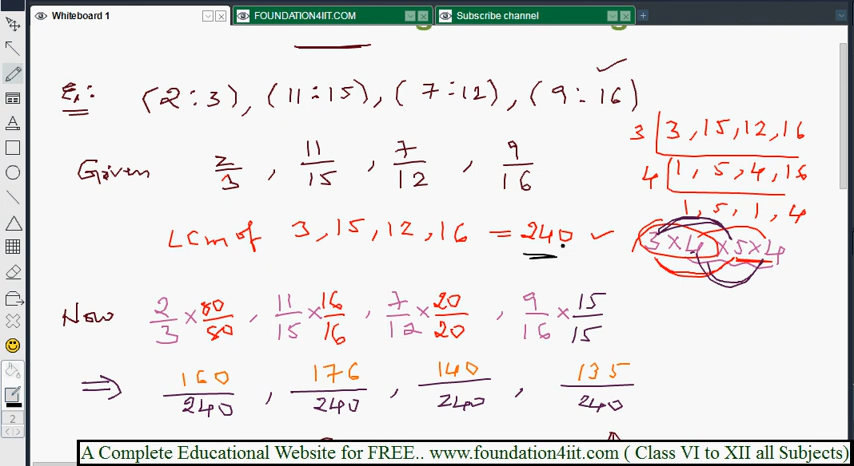 Whiteboard 1
FOUNDATION4IIT.COM
Subscribe channel
Ex: (2:3), (11:15), (7:12), (9:16)
Given 2/3, 11/15, 7/12, 9/16
3 | 3, 15, 12, 16
4 | 1, 5, 4, 16
1, 5, 1, 4
LCM of 3, 15, 12, 16 = 240
3 × 4 × 5 × 4
Now 2/3 × 80/80, 11/15 × 16/16, 7/12 × 20/20, 9/16 × 15/15
⇒ 160/240, 176/240, 140/240, 135/240
2
A Complete Educational Website for FREE.. www.foundation4iit.com ( Class VI to XII all Subjects)